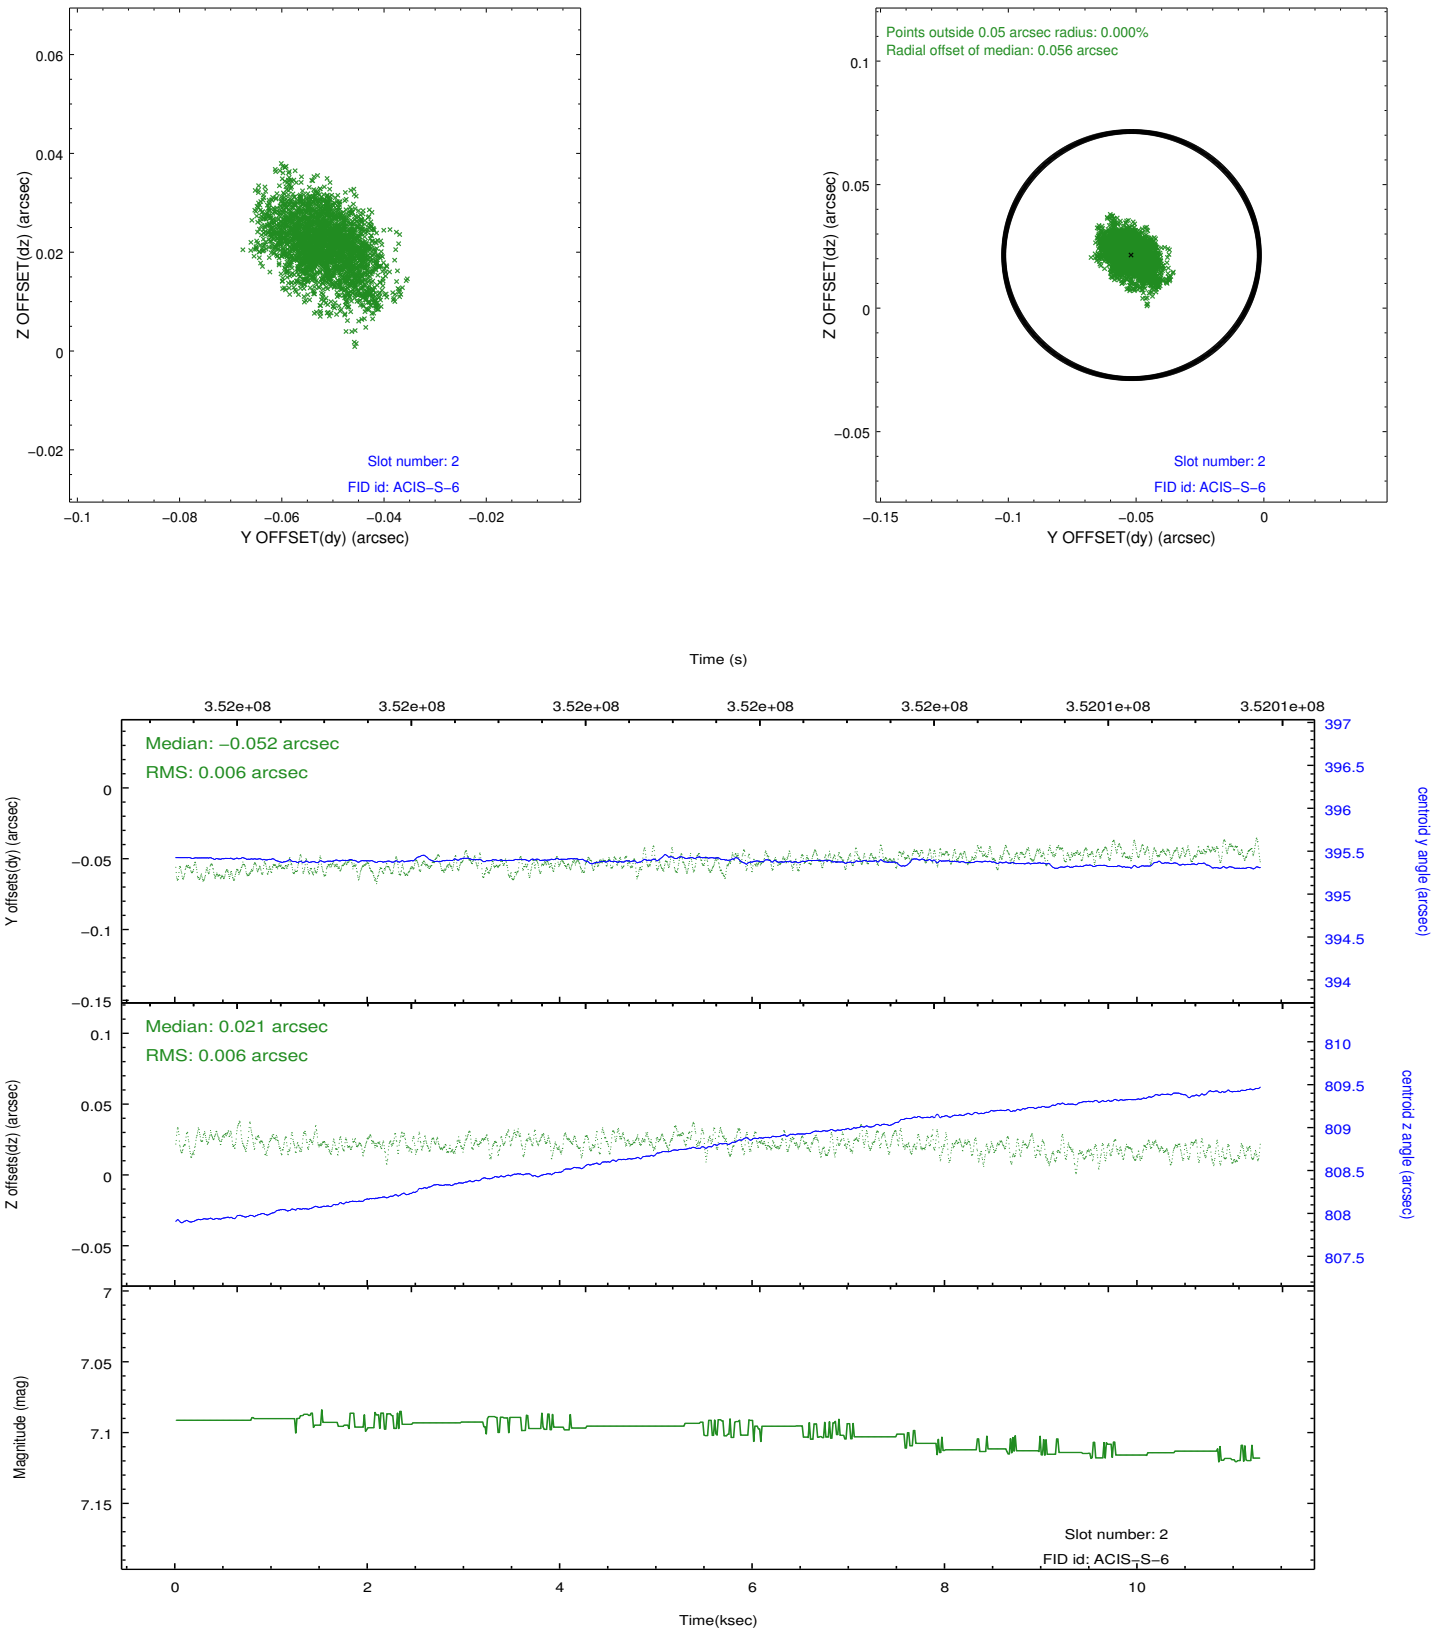 0.06
0.04
0.02
0
−0.02
Z OFFSET(dz) (arcsec)
Slot number: 2
FID id: ACIS−S−6
−0.1
−0.08
−0.06
−0.04
−0.02
Y OFFSET(dy) (arcsec)
Points outside 0.05 arcsec radius: 0.000%
Radial offset of median: 0.056 arcsec
0.1
0.05
0
−0.05
Z OFFSET(dz) (arcsec)
Slot number: 2
FID id: ACIS−S−6
−0.15
−0.1
−0.05
0
Y OFFSET(dy) (arcsec)
Time (s)
3.52e+08
3.52e+08
3.52e+08
3.52e+08
3.52e+08
3.5201e+08
3.5201e+08
Median: −0.052 arcsec
RMS: 0.006 arcsec
0
−0.05
−0.1
−0.15
Y offsets(dy) (arcsec)
397
396.5
396
395.5
395
394.5
394
centroid y angle (arcsec)
Median: 0.021 arcsec
RMS: 0.006 arcsec
0.1
0.05
0
−0.05
Z offsets(dz) (arcsec)
810
809.5
809
808.5
808
807.5
centroid z angle (arcsec)
7
7.05
7.1
7.15
Magnitude (mag)
Slot number: 2
FID id: ACIS−S−6
0
2
4
6
8
10
Time(ksec)